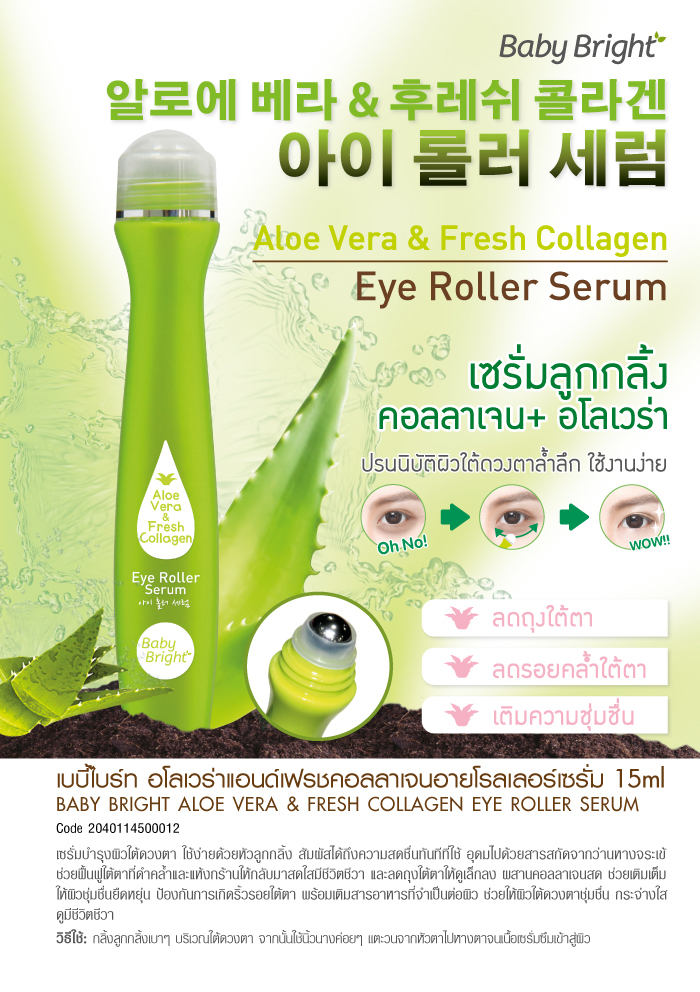 Baby Bright
알로에 베라 & 후레쉬 콜라겐
아이 롤러 세럼
Aloe Vera & Fresh Collagen
Eye Roller Serum
เซรั่มลูกกลิ้ง
คอลลาเจน+ อโลเวร่า
ปรนนิบัติผิวใต้ดวงตาล้ำลึก ใช้งานง่าย
Oh No!
WOW!!
Aloe
Vera
&
Fresh
Collagen
Eye Roller
Serum
아이 롤러 세럼
Baby
Bright
ลดถุงใต้ตา
ลดรอยคล้ำใต้ตา
เติมความชุ่มชื่น
เบบี้ไบร์ท อโลเวร่าแอนด์เฟรชคอลลาเจนอายโรลเลอร์เซรั่ม 15ml
BABY BRIGHT ALOE VERA & FRESH COLLAGEN EYE ROLLER SERUM
Code 2040114500012
เซรั่มบำรุงผิวใต้ดวงตา ใช้ง่ายด้วยหัวลูกกลิ้ง สัมผัสได้ถึงความสดชื่นทันทีที่ใช้ อุดมไปด้วยสารสกัดจากว่านหางจระเข้
ช่วยฟื้นฟูใต้ตาที่ดำคล้ำและแห้งกร้านให้กลับมาสดใสมีชีวิตชีวา และลดถุงใต้ตาให้ดูเล็กลง ผสานคอลลาเจนสด ช่วยเติมเต็ม
ให้ผิวชุ่มชื่นยืดหยุ่น ป้องกันการเกิดริ้วรอยใต้ตา พร้อมเติมสารอาหารที่จำเป็นต่อผิว ช่วยให้ผิวใต้ดวงตาชุ่มชื่น กระจ่างใส
ดูมีชีวิตชีวา
วิธีใช้: กลิ้งลูกกลิ้งเบาๆ บริเวณใต้ดวงตา จากนั้นใช้นิ้วนางค่อยๆ แตะวนจากหัวตาไปหางตาจนเนื้อเซรั่มซึมเข้าสู่ผิว